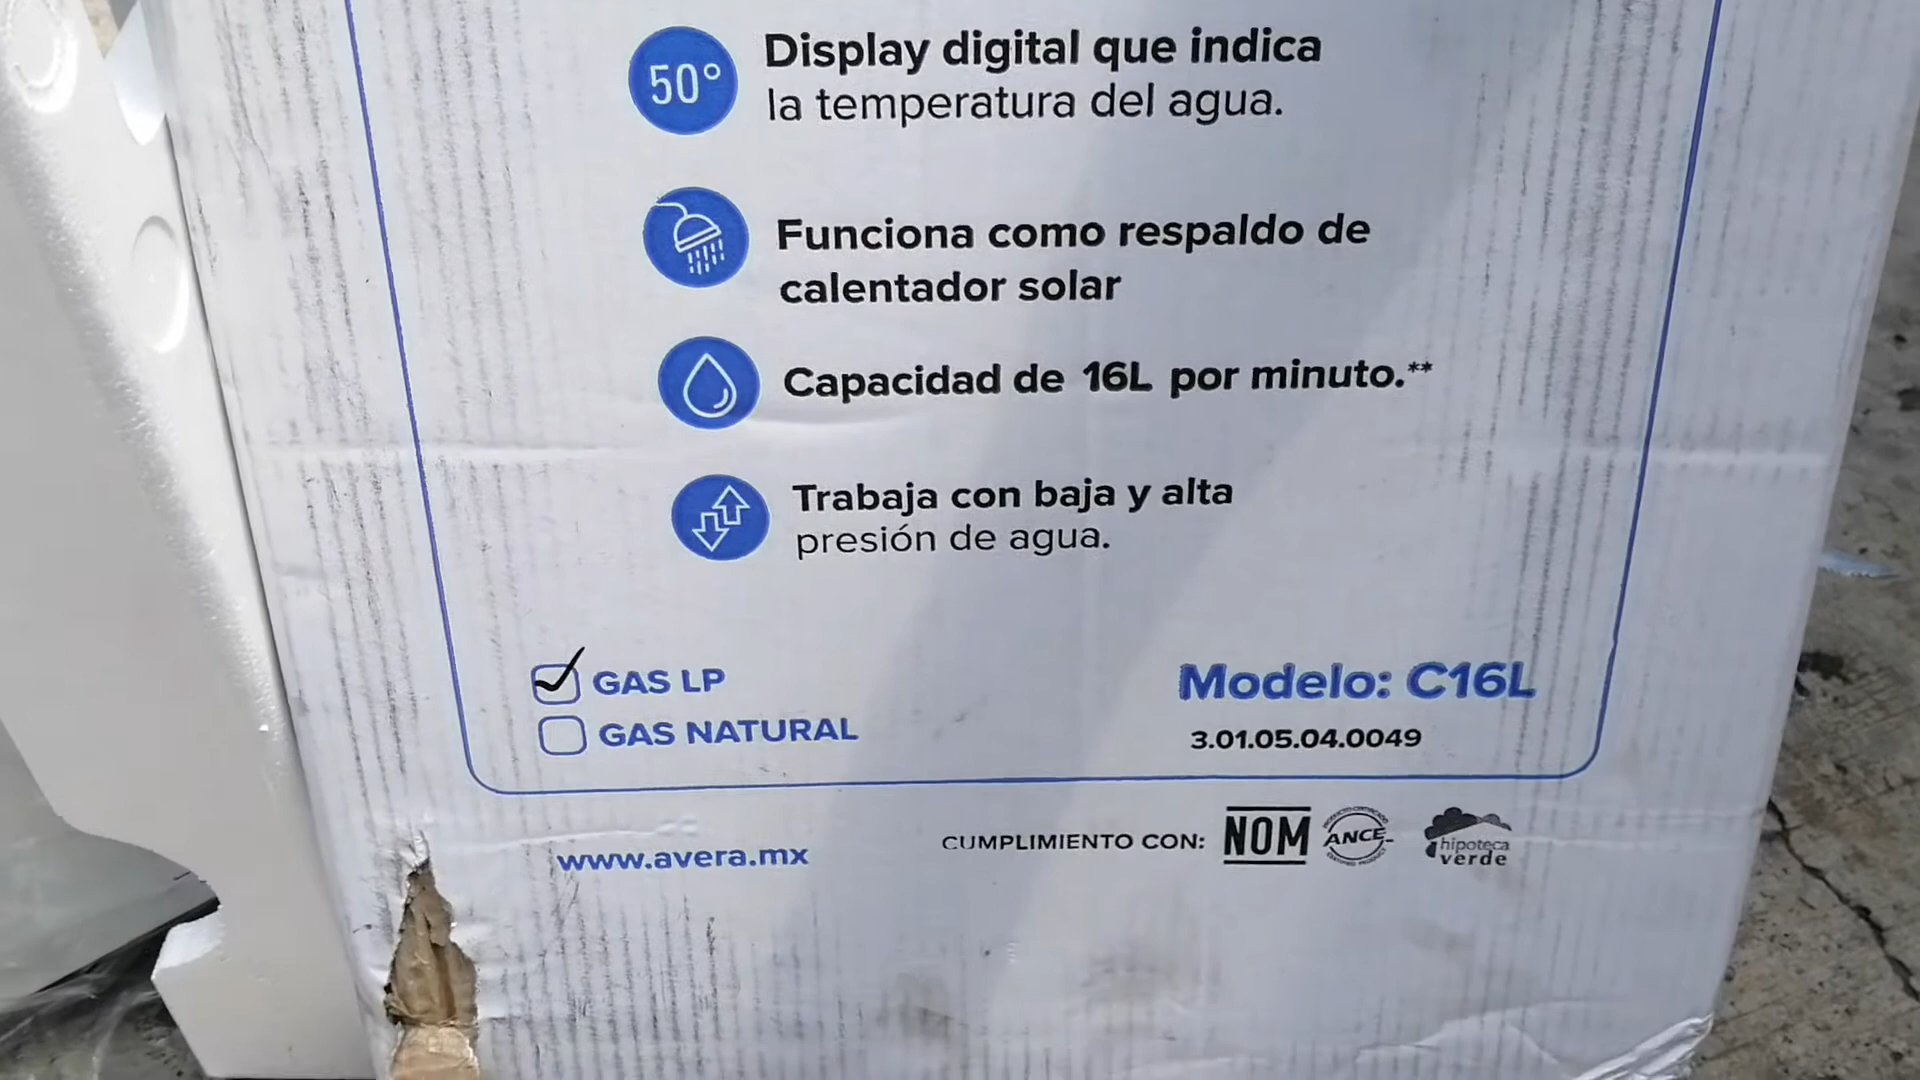 50°
Display digital que indica
la temperatura del agua.
Funciona como respaldo de
calentador solar
Capacidad de 16L por minuto.**
Trabaja con baja y alta
presión de agua.
GAS LP
GAS NATURAL
Modelo: C16L
3.01.05.04.0049
www.avera.mx
CUMPLIMIENTO CON:
NOM
ANCE
hipoteca
verde